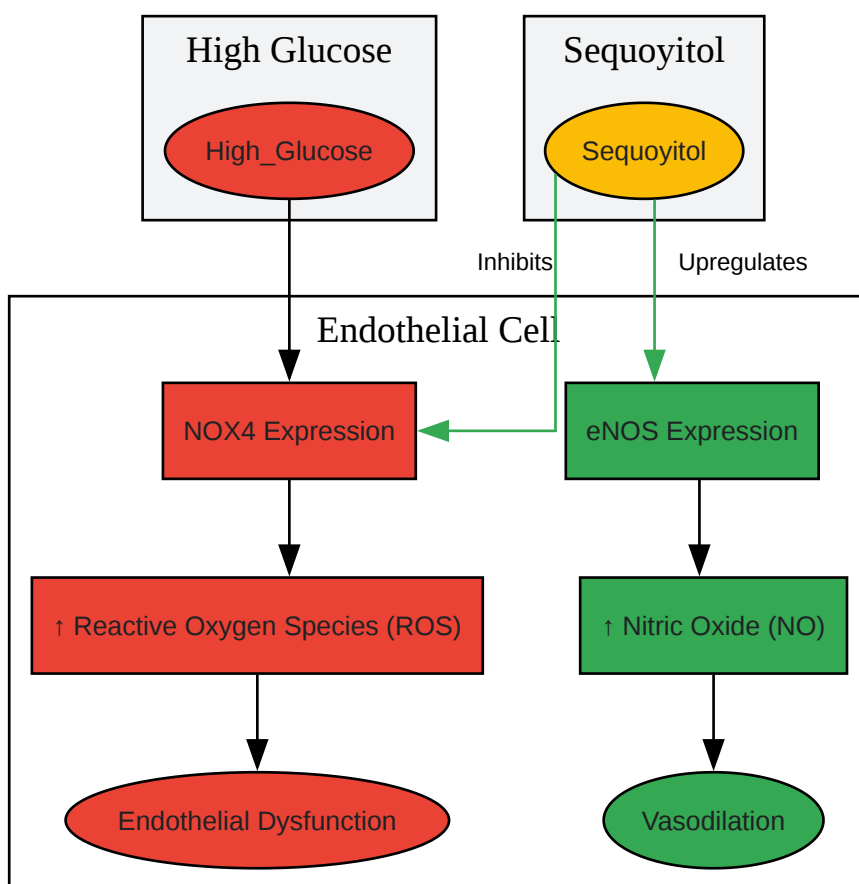 High Glucose
Sequoyitol
High_Glucose
Sequoyitol
Inhibits
Upregulates
Endothelial Cell
NOX4 Expression
eNOS Expression
↑ Reactive Oxygen Species (ROS)
↑ Nitric Oxide (NO)
Endothelial Dysfunction
Vasodilation